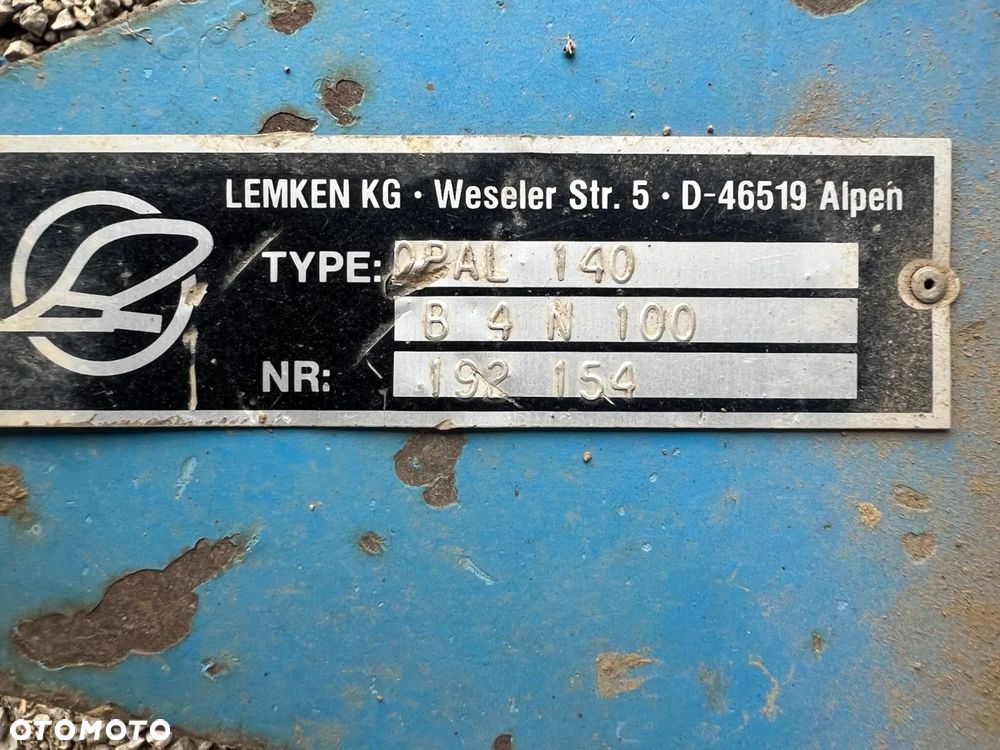 LEMKEN KG · Weseler Str. 5 · D-46519 Alpen
TYPE: OPAL 140
B 4 N 100
NR: 192 154
OTOMOTO